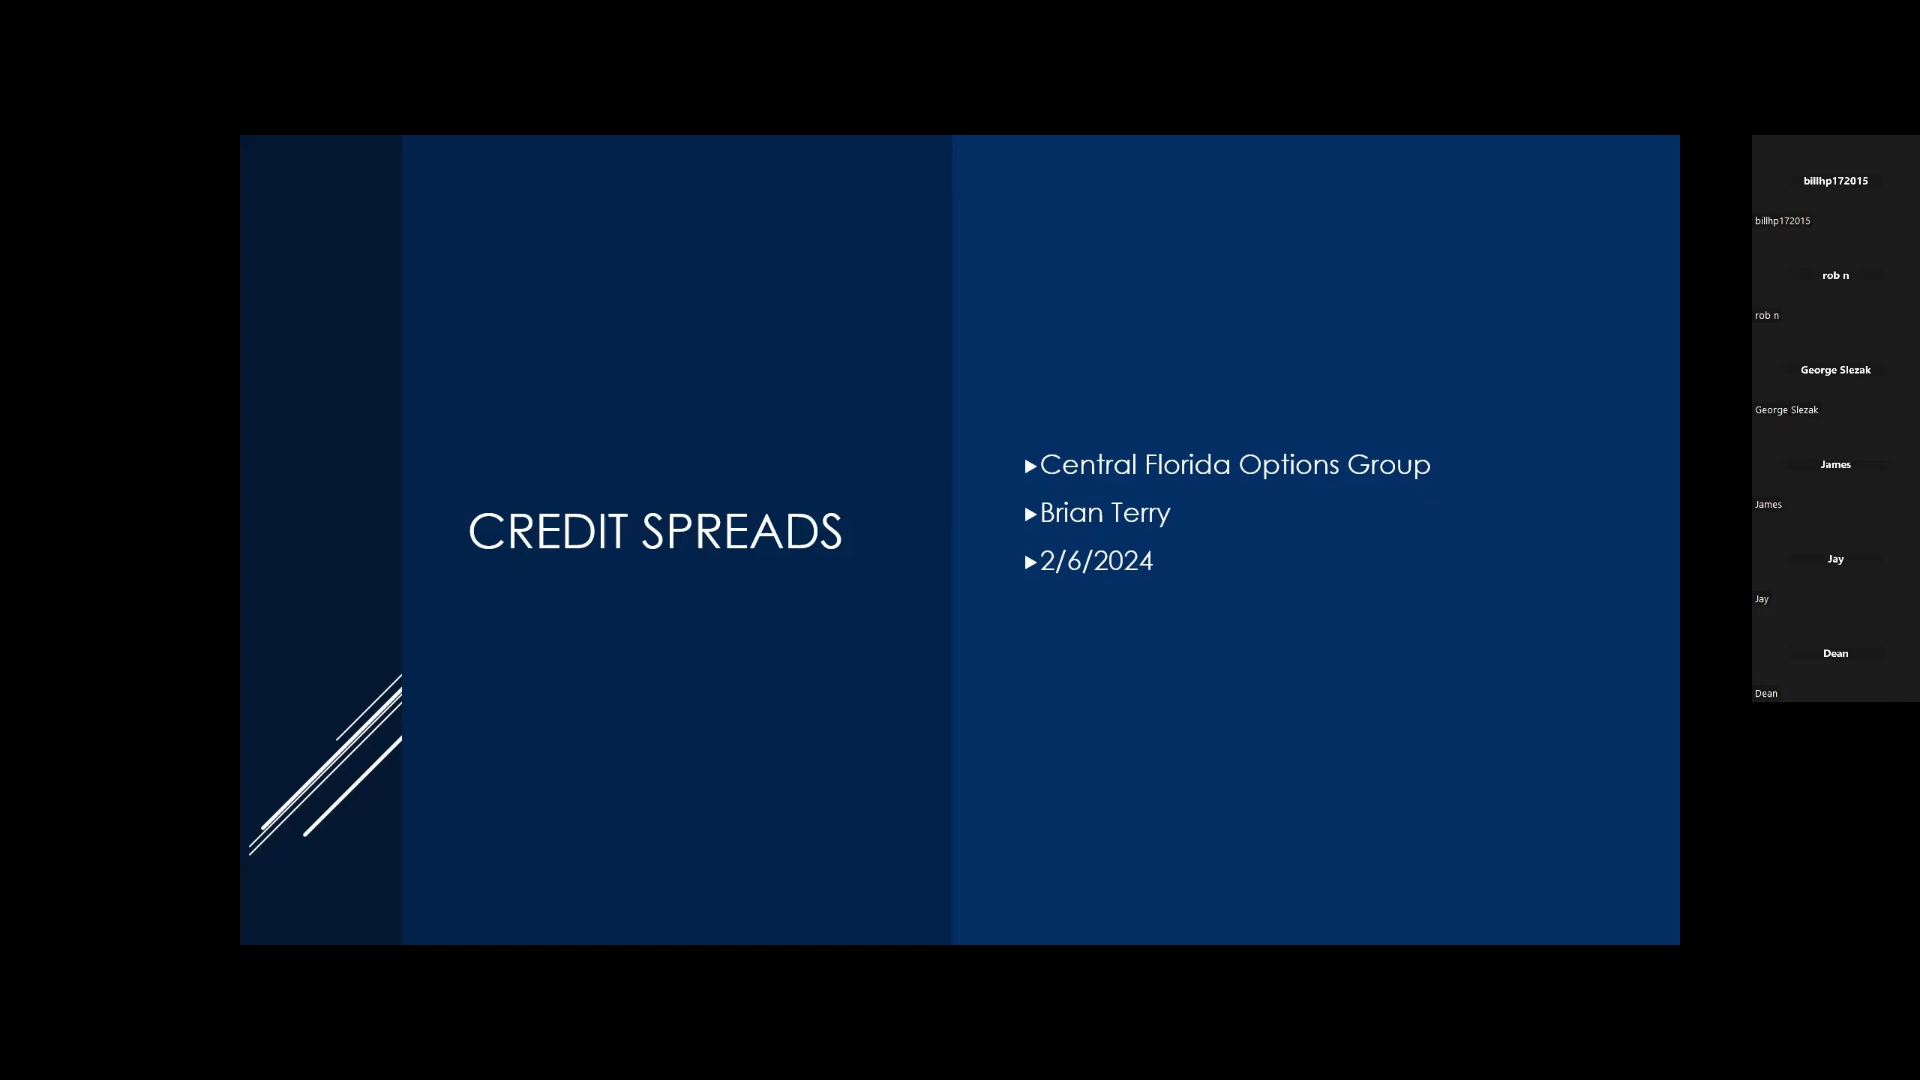 CREDIT SPREADS
▶Central Florida Options Group
▶Brian Terry
▶2/6/2024
billhp172015
billhp172015
rob n
rob n
George Slezak
George Slezak
James
James
Jay
Jay
Dean
Dean